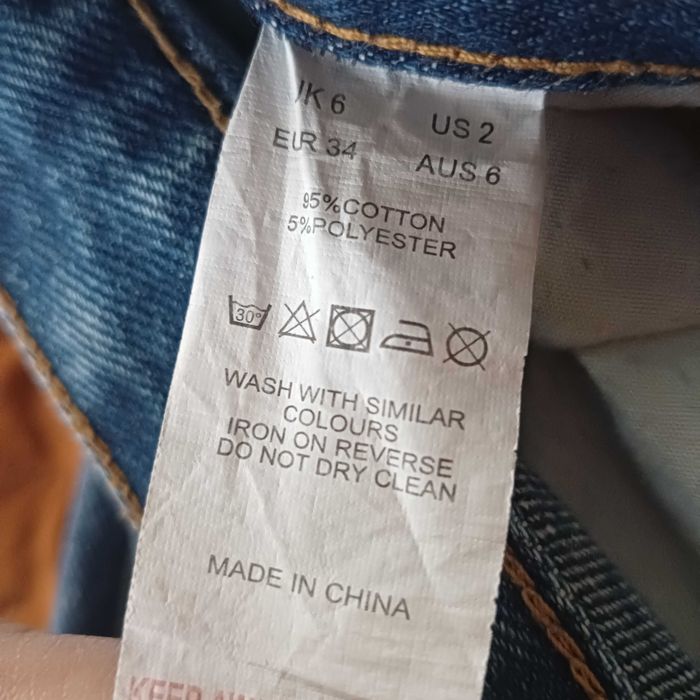 UK 6 US 2
EUR 34 AUS 6
95%COTTON
5%POLYESTER
30°
WASH WITH SIMILAR
COLOURS
IRON ON REVERSE
DO NOT DRY CLEAN
MADE IN CHINA
KEEP